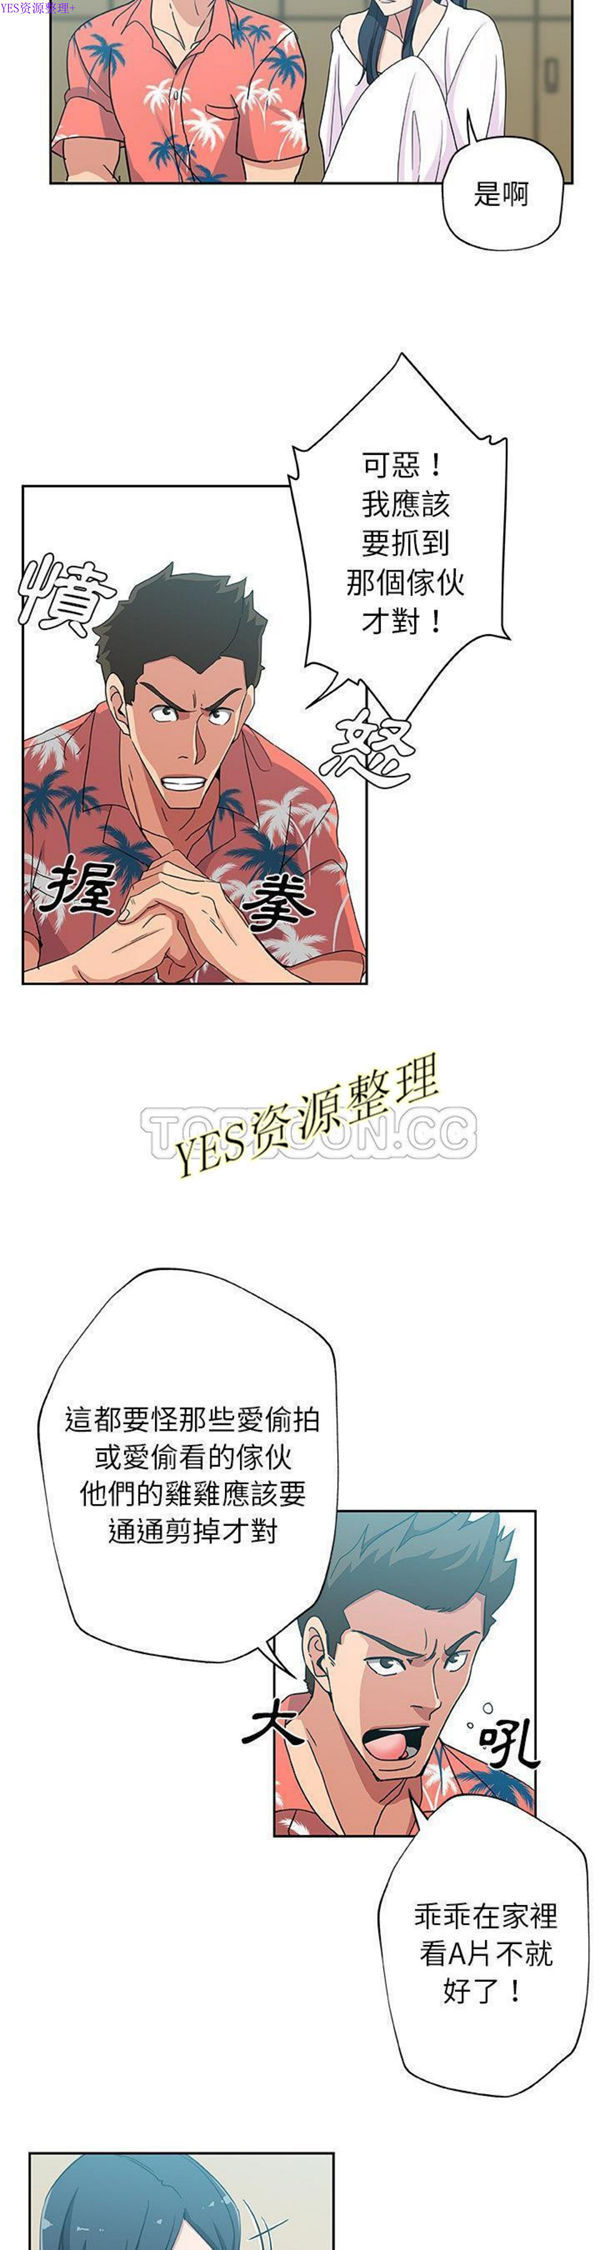 YES资源整理+
是啊
可惡！
我應該
要抓到
那個傢伙
才對！
憤
怒
握
拳
YES资源整理
TOPTOON.CC
這都要怪那些愛偷拍
或愛偷看的傢伙
他們的雞雞應該要
通通剪掉才對
大
吼
乖乖在家裡
看A片不就
好了！